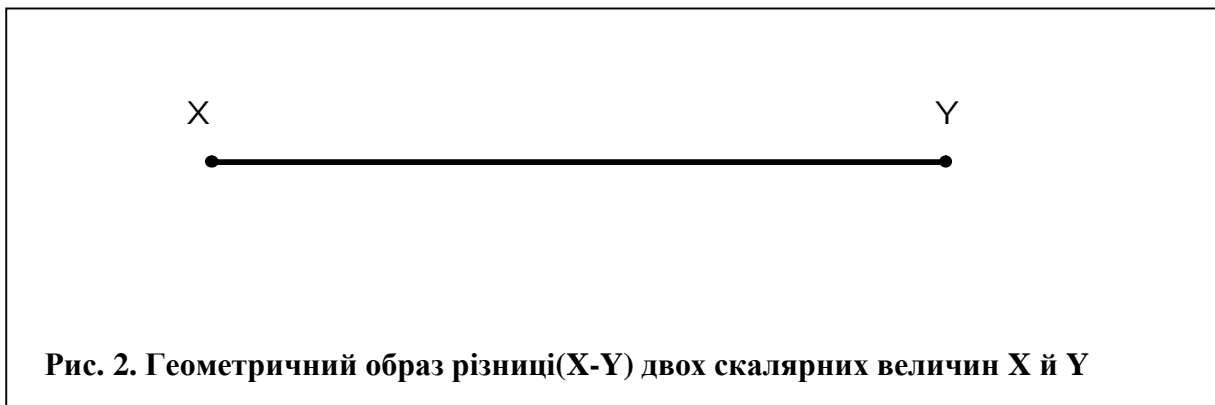 X Y
Рис. 2. Геометричний образ різниці(X-Y) двох скалярних величин X й Y